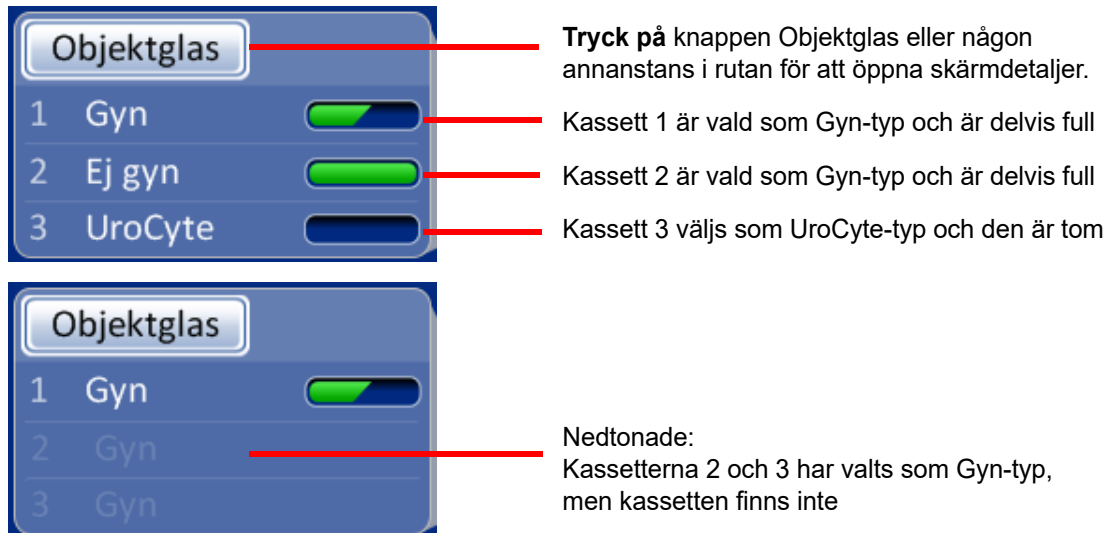 Objektglas
1 Gyn
2 Ej gyn
3 UroCyte
Tryck på knappen Objektglas eller någon
annanstans i rutan för att öppna skärmdetaljer.
Kassett 1 är vald som Gyn-typ och är delvis full
Kassett 2 är vald som Gyn-typ och är delvis full
Kassett 3 väljs som UroCyte-typ och den är tom
Objektglas
1 Gyn
2 Gyn
3 Gyn
Nedtonade:
Kassetterna 2 och 3 har valts som Gyn-typ,
men kassetten finns inte